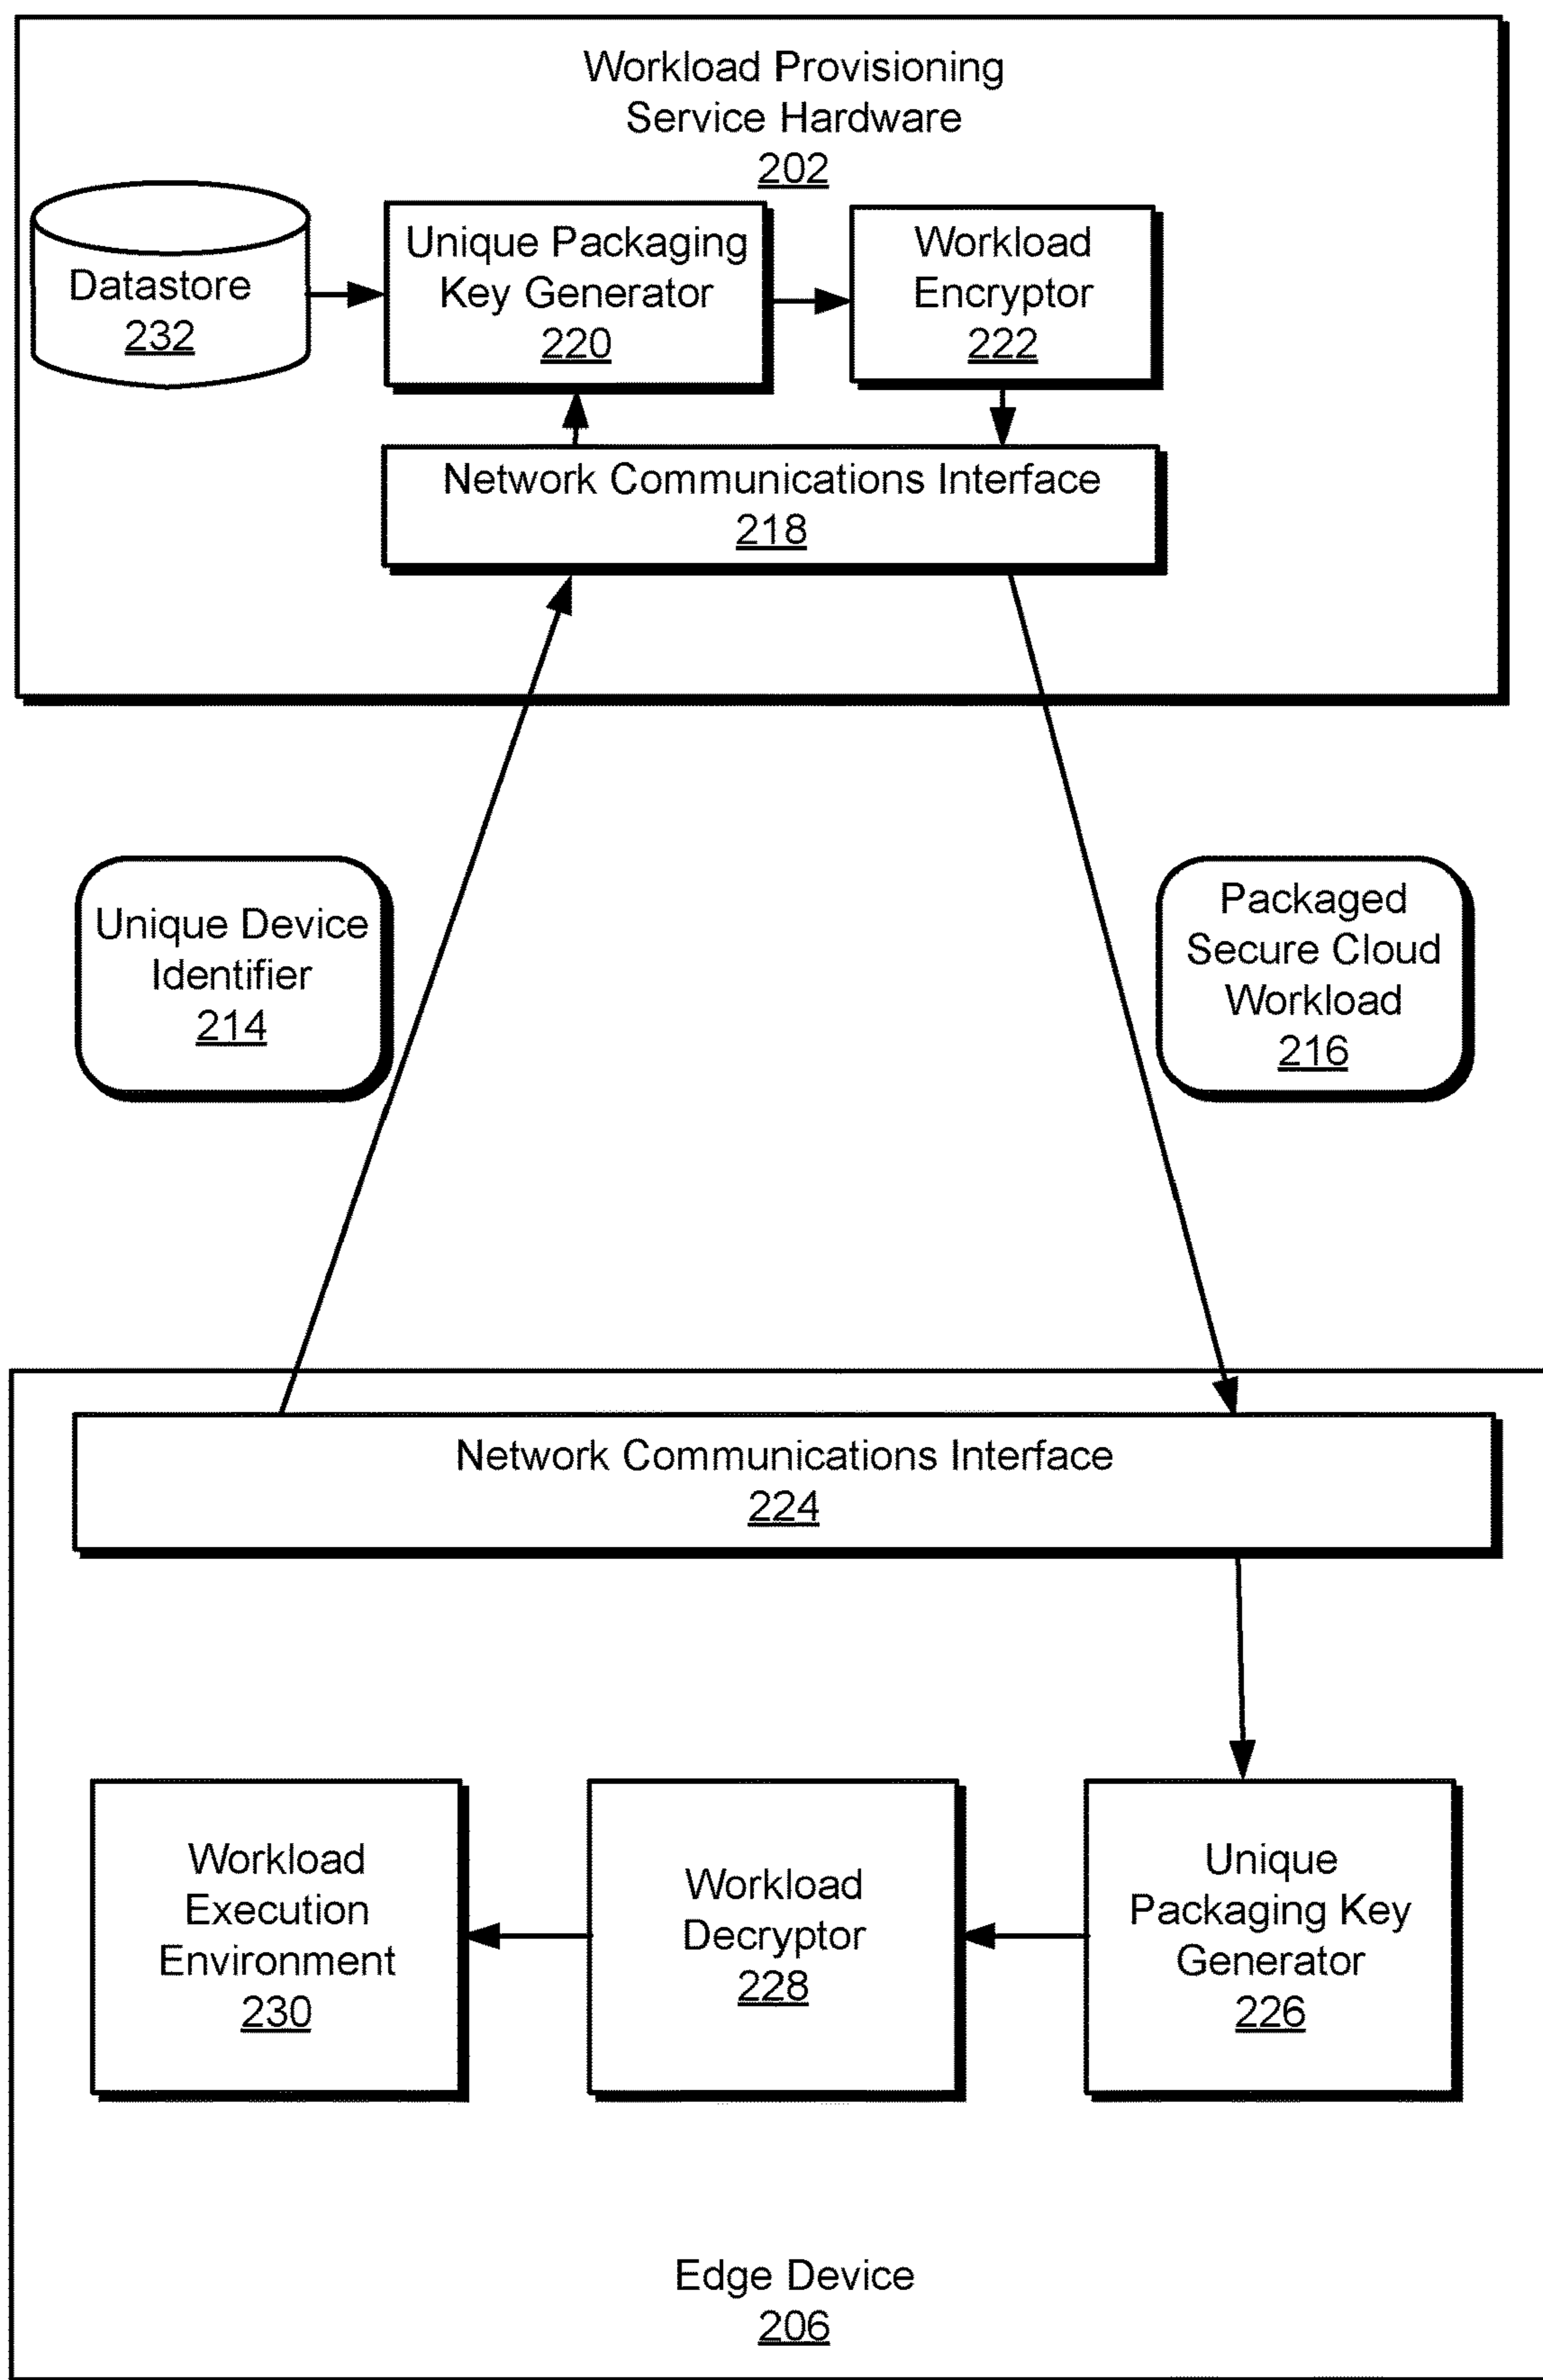 Workload Provisioning
Service Hardware
202
Datastore
232
Unique Packaging
Key Generator
220
Workload
Encryptor
222
Network Communications Interface
218
Unique Device
Identifier
214
Packaged
Secure Cloud
Workload
216
Network Communications Interface
224
Workload
Execution
Environment
230
Workload
Decryptor
228
Unique
Packaging Key
Generator
226
Edge Device
206